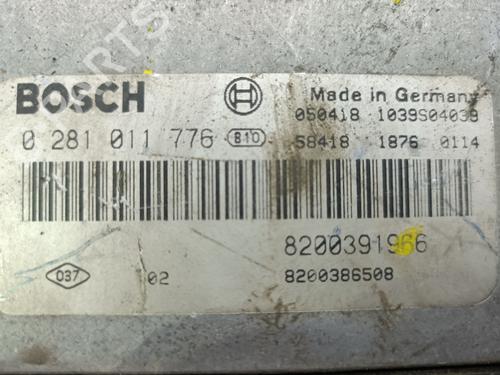 BOSCH Made in Germany
050418 1039S04039
0 281 011 776 B10 58418 1876 0114
8200391966
037 02 8200386508